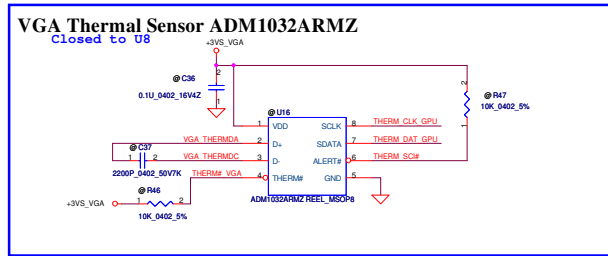 VGA Thermal Sensor ADM1032ARMZ
Closed to U8
+3VS_VGA
@ C36
2
0.1U_0402_16V4Z
1
2
@ R47
10K_0402_5%
1
@ U16
1 VDD SCLK 8 THERM_CLK_GPU
VGA_THERMDA 2 D+ SDATA 7 THERM_DAT_GPU
@ C37
1 2
VGA_THERMDC 3 D- ALERT# 6 THERM_SCI#
2200P_0402_50V7K
THERM#_VGA 4 THERM# GND 5
@ R46
ADM1032ARMZ REEL_MSOP8
+3VS_VGA 1 2
10K_0402_5%